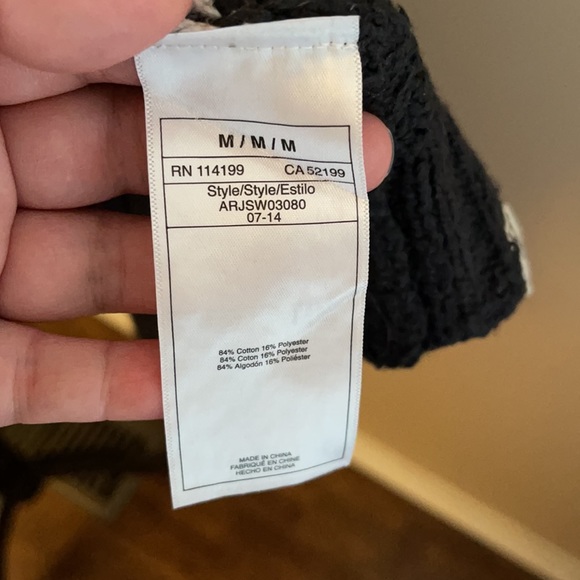 M / M / M
RN 114199 CA 52199
Style/Style/Estilo
ARJSW03080
07-14
84% Cotton 16% Polyester
84% Coton 16% Polyester
84% Algodón 16% Poliéster
MADE IN CHINA
FABRIQUÉ EN CHINE
HECHO EN CHINA